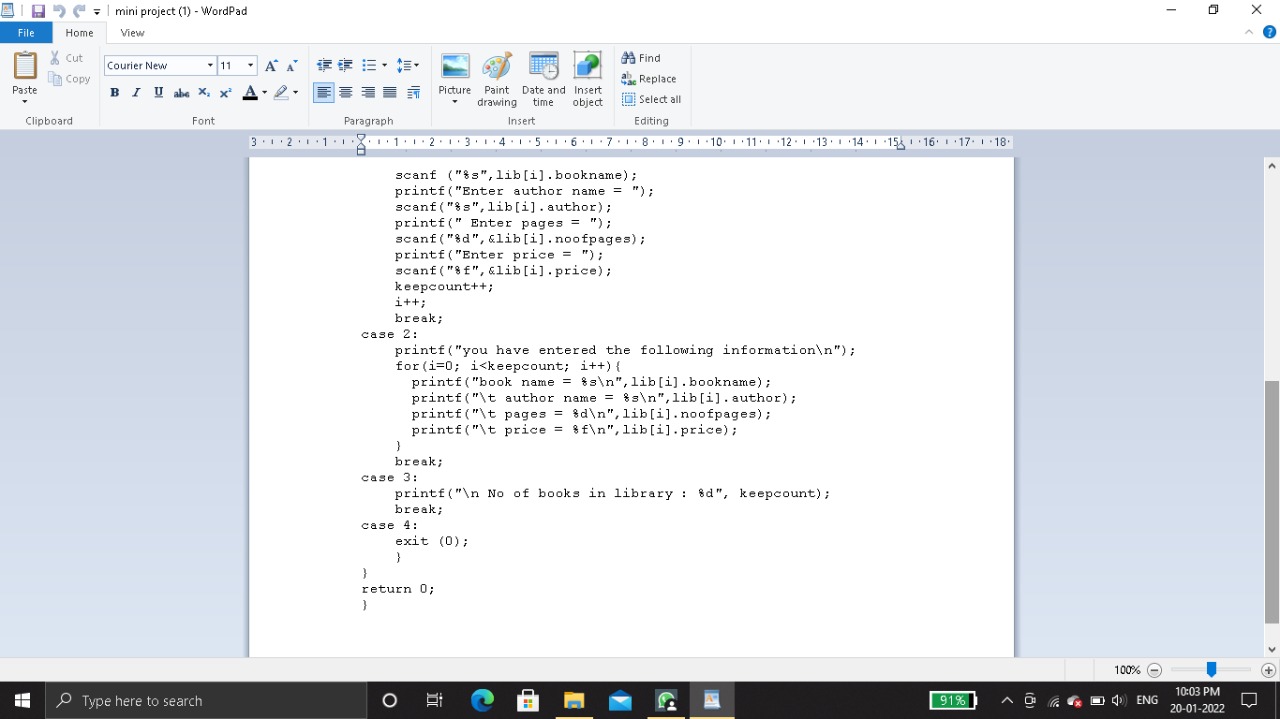 mini project (1) - WordPad
File Home View
Paste
Cut
Copy
Clipboard
Courier New 11
Font
Paragraph
Picture
Paint drawing
Date and time
Insert object
Insert
Find
Replace
Select all
Editing
3 2 1 1 2 3 4 5 6 7 8 9 10 11 12 13 14 15 16 17 18
scanf ("%s",lib[i].bookname);
printf("Enter author name = ");
scanf("%s",lib[i].author);
printf(" Enter pages = ");
scanf("%d",&lib[i].noofpages);
printf("Enter price = ");
scanf("%f",&lib[i].price);
keepcount++;
i++;
break;
case 2:
printf("you have entered the following information\n");
for(i=0; i<keepcount; i++){
printf("book name = %s\n",lib[i].bookname);
printf("\t author name = %s\n",lib[i].author);
printf("\t pages = %d\n",lib[i].noofpages);
printf("\t price = %f\n",lib[i].price);
}
break;
case 3:
printf("\n No of books in library : %d", keepcount);
break;
case 4:
exit (0);
}
}
return 0;
}
100%
Type here to search
91%
ENG
10:03 PM
20-01-2022